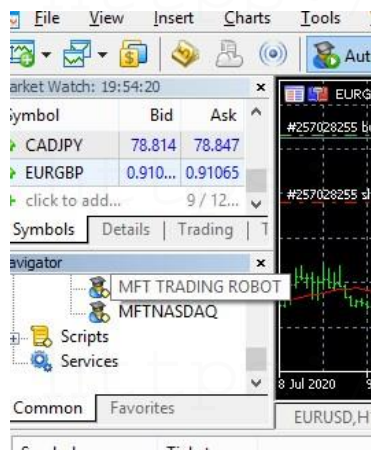 File View Insert Charts Tools
Aut
arket Watch: 19:54:20
ymbol Bid Ask
CADJPY 78.814 78.847
EURGBP 0.910... 0.91065
click to add... 9 / 12...
Symbols Details Trading
avigator
MFT TRADING ROBOT
MFTNASDAQ
Scripts
Services
Common Favorites
EURG
#257028255 b
#257028255 sl
8 Jul 2020 9
EURUSD,H